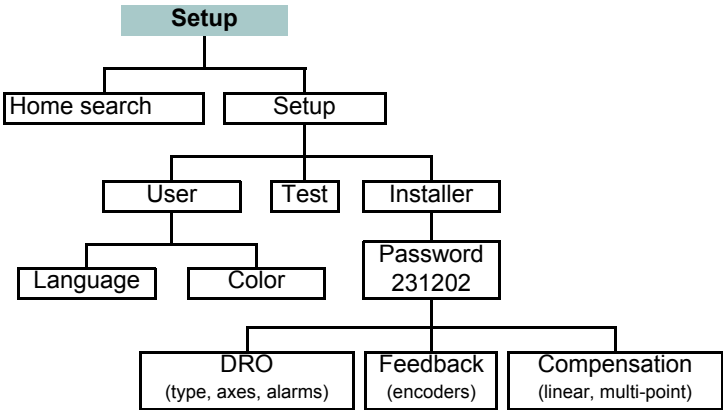 Setup
Home search
Setup
User
Test
Installer
Language
Color
Password
231202
DRO
(type, axes, alarms)
Feedback
(encoders)
Compensation
(linear, multi-point)